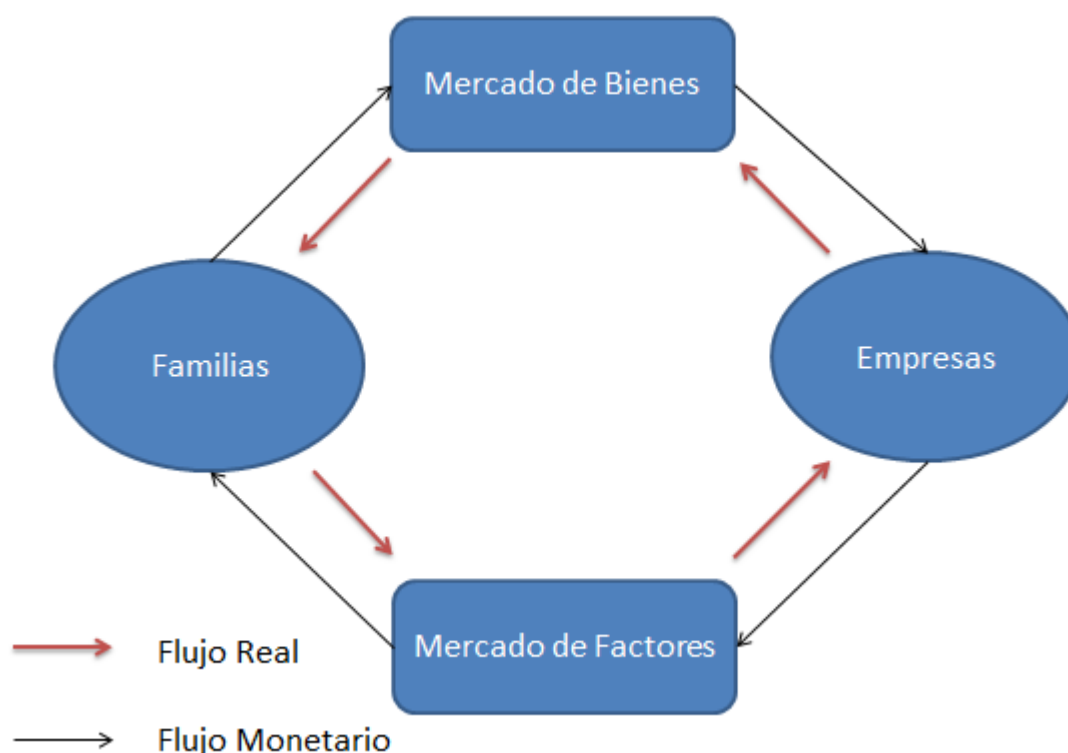 Mercado de Bienes
Familias
Empresas
Mercado de Factores
Flujo Real
Flujo Monetario